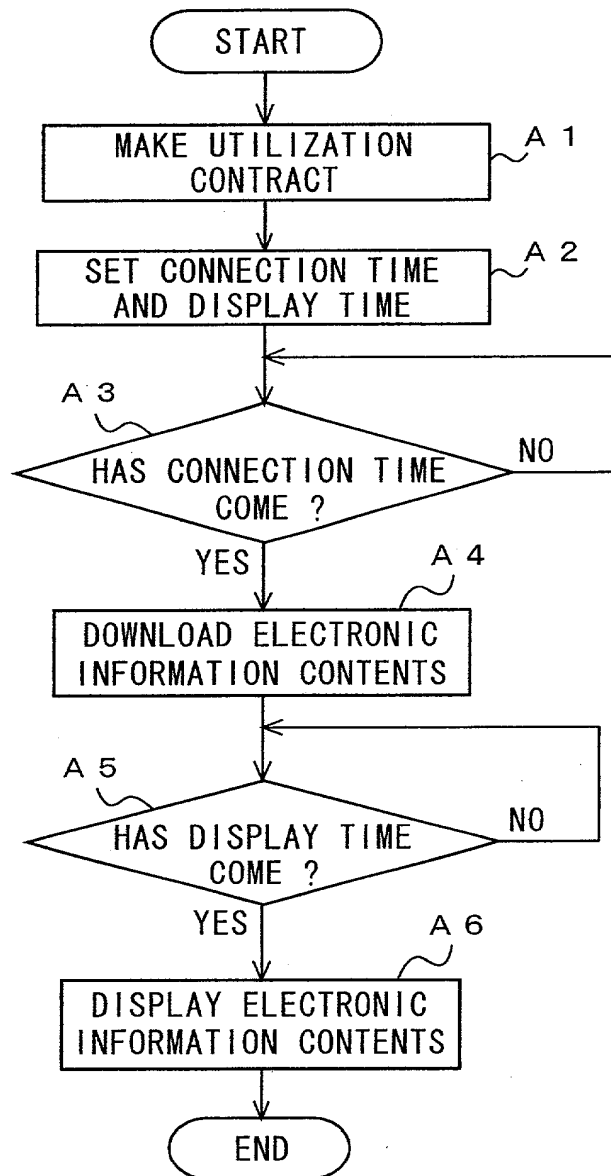 START
MAKE UTILIZATION
CONTRACT
A 1
SET CONNECTION TIME
AND DISPLAY TIME
A 2
A 3
HAS CONNECTION TIME
COME ?
NO
YES
A 4
DOWNLOAD ELECTRONIC
INFORMATION CONTENTS
A 5
HAS DISPLAY TIME
COME ?
NO
YES
A 6
DISPLAY ELECTRONIC
INFORMATION CONTENTS
END